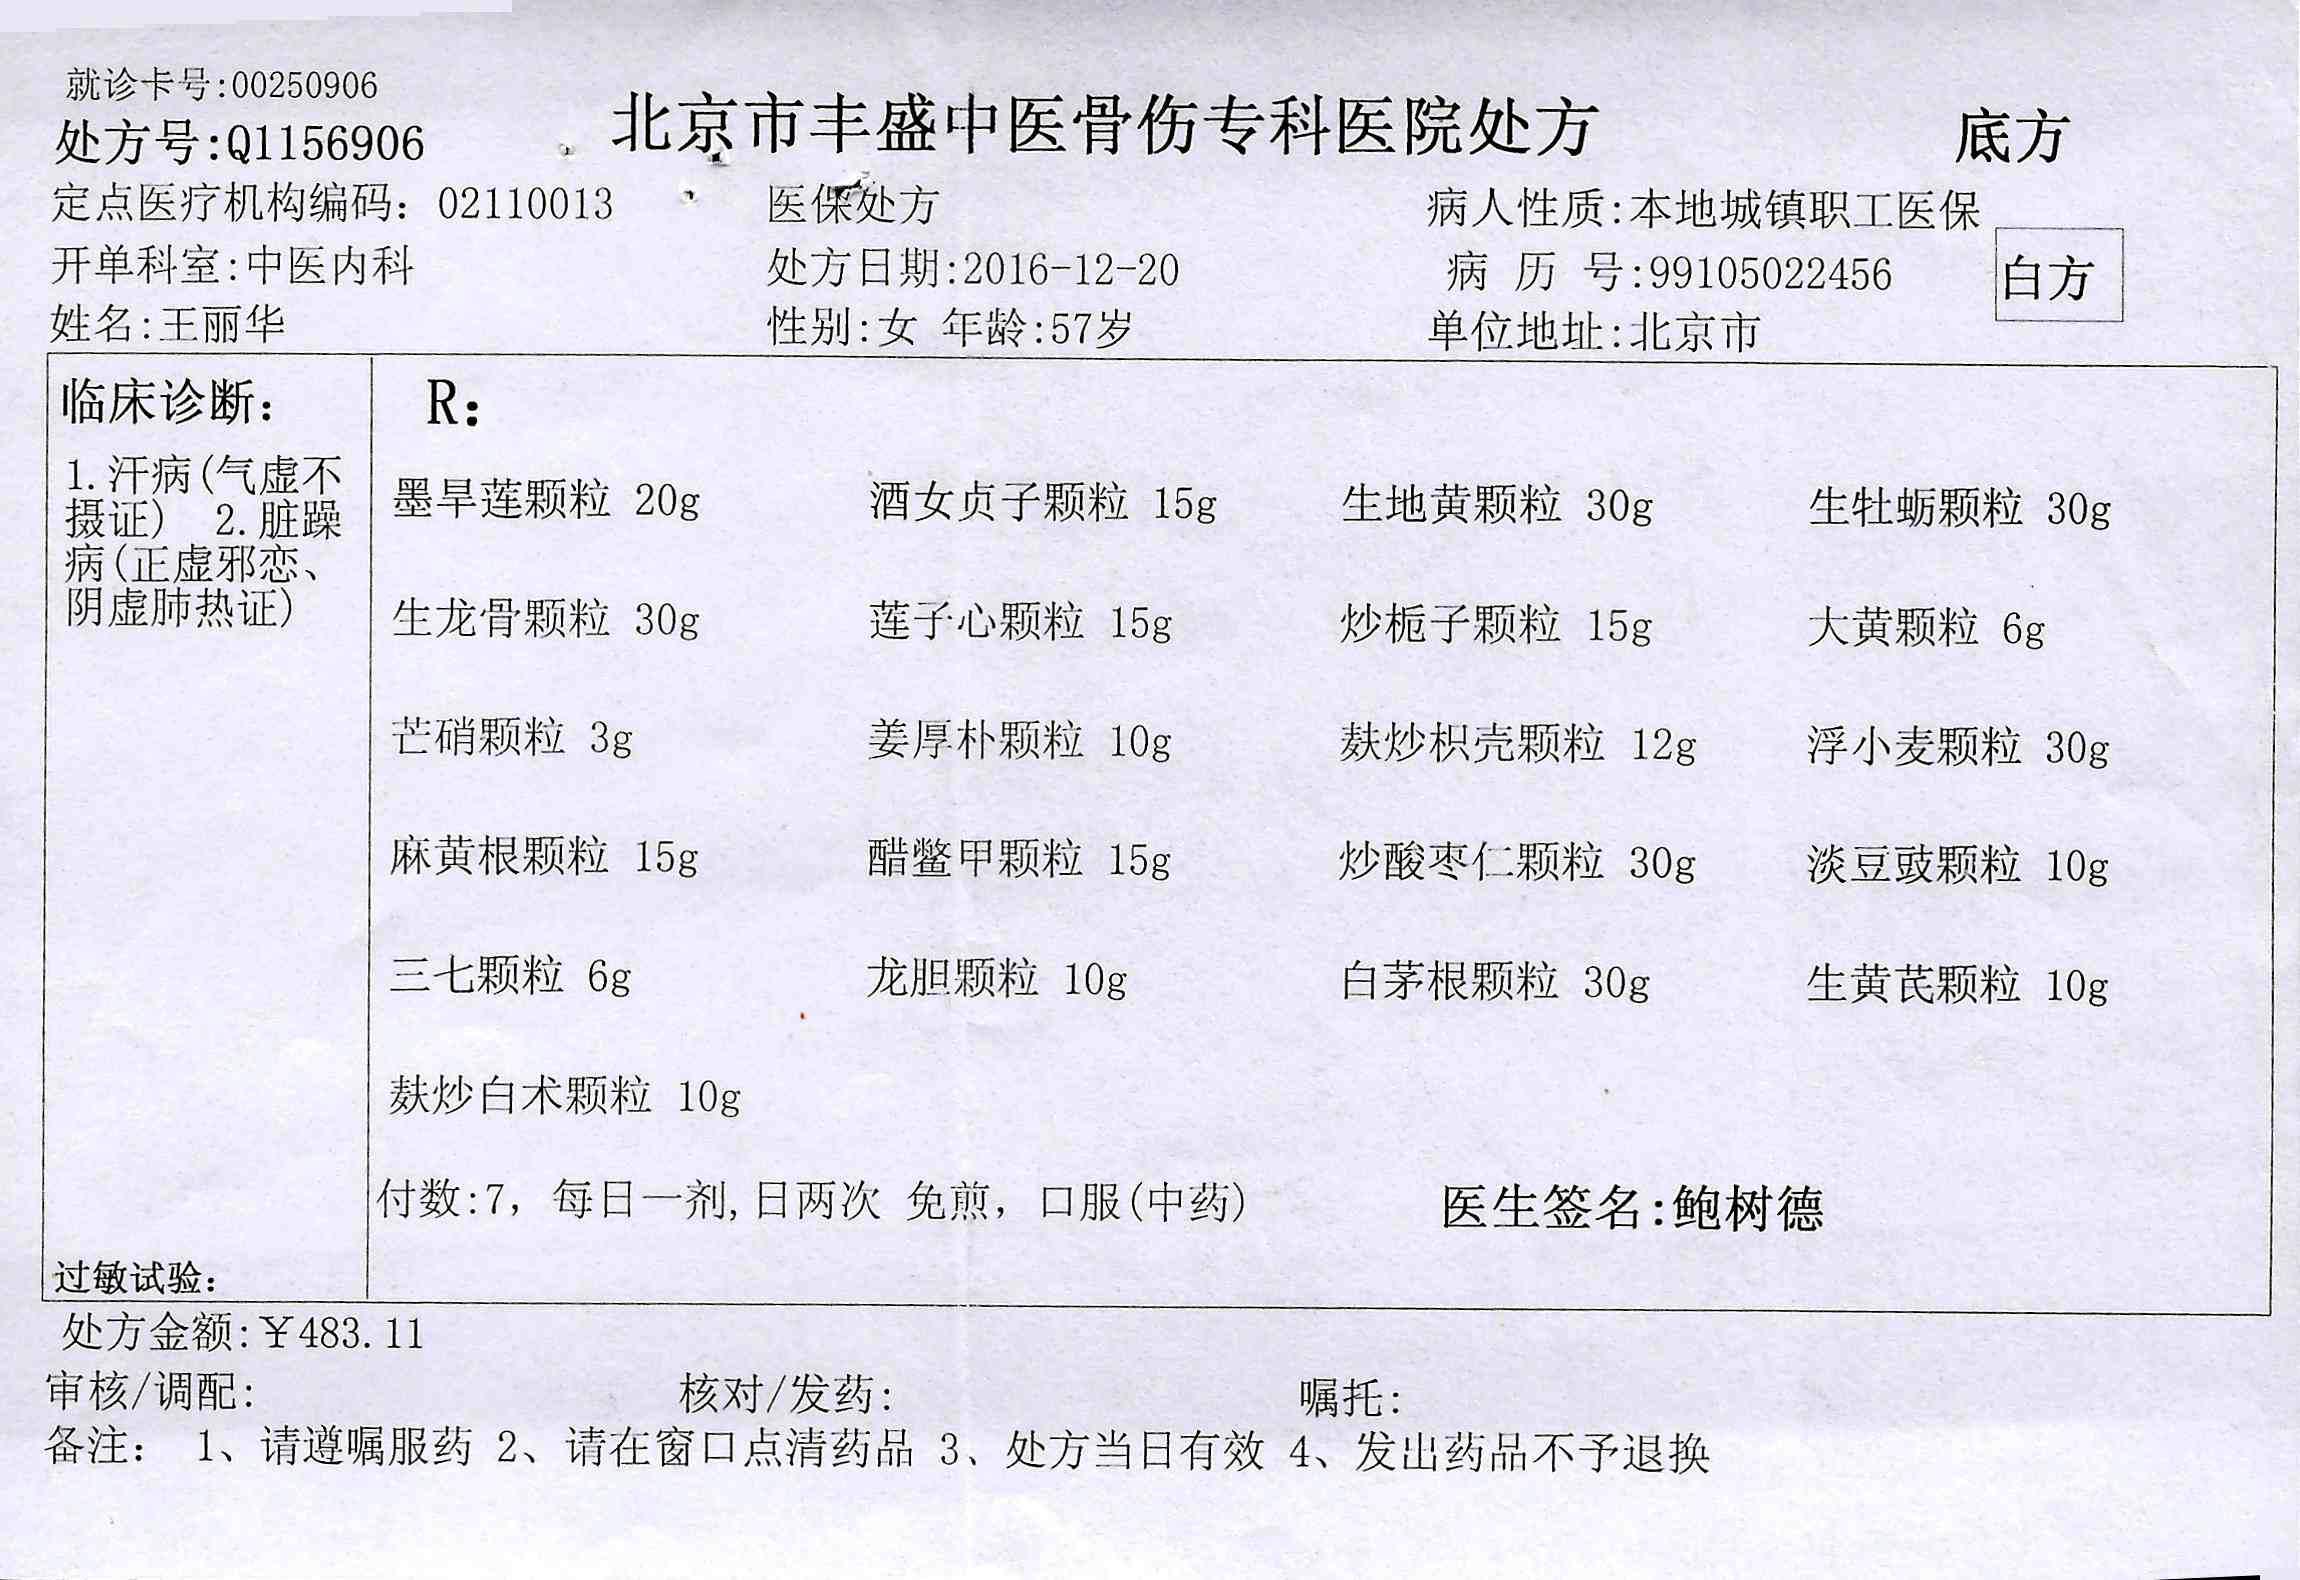 就诊卡号:00250906
处方号:Q1156906
北京市丰盛中医骨伤专科医院处方
底方
定点医疗机构编码: 02110013
医保处方
病人性质:本地城镇职工医保
开单科室:中医内科
处方日期:2016-12-20
病 历 号:99105022456
白方
姓名:王丽华
性别:女 年龄:57岁
单位地址:北京市
临床诊断:
1.汗病(气虚不
摄证) 2.脏躁
病(正虚邪恋、
阴虚肺热证)
过敏试验:
R:
墨旱莲颗粒 20g 酒女贞子颗粒 15g 生地黄颗粒 30g 生牡蛎颗粒 30g
生龙骨颗粒 30g 莲子心颗粒 15g 炒栀子颗粒 15g 大黄颗粒 6g
芒硝颗粒 3g 姜厚朴颗粒 10g 麸炒枳壳颗粒 12g 浮小麦颗粒 30g
麻黄根颗粒 15g 醋鳖甲颗粒 15g 炒酸枣仁颗粒 30g 淡豆豉颗粒 10g
三七颗粒 6g 龙胆颗粒 10g 白茅根颗粒 30g 生黄芪颗粒 10g
麸炒白术颗粒 10g
付数:7, 每日一剂,日两次 免煎, 口服(中药)
医生签名:鲍树德
处方金额:￥483.11
审核/调配: 核对/发药: 嘱托:
备注: 1、请遵嘱服药 2、请在窗口点清药品 3、处方当日有效 4、发出药品不予退换